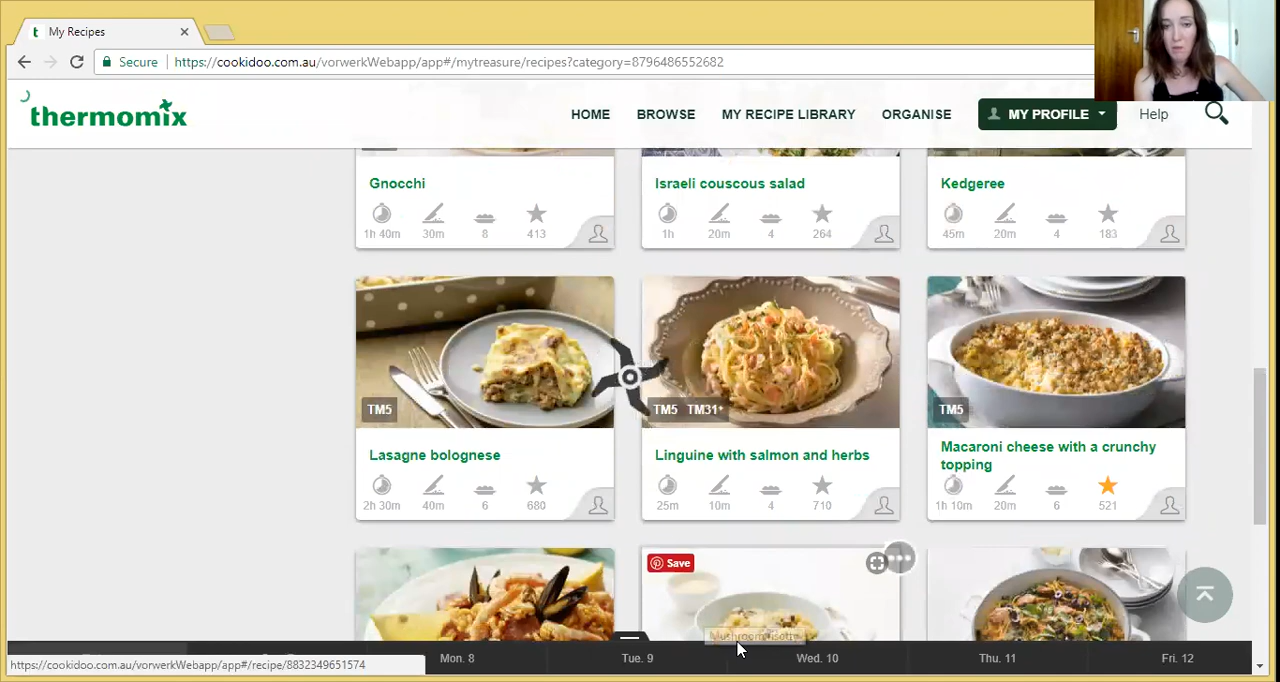 My Recipes
Secure
https://cookidoo.com.au/vorwerkWebapp/app#/mytreasure/recipes?category=8796486552682
thermomix
HOME BROWSE MY RECIPE LIBRARY ORGANISE MY PROFILE Help
Gnocchi
1h 40m 30m 8 413
Israeli couscous salad
1h 20m 4 264
Kedgeree
45m 20m 4 183
TM5
Lasagne bolognese
2h 30m 40m 6 680
TM5 TM31*
Linguine with salmon and herbs
25m 10m 4 710
TM5
Macaroni cheese with a crunchy
topping
1h 10m 20m 6 521
Save
Mushroom risotto
Mon. 8 Tue. 9 Wed. 10 Thu. 11 Fri. 12
https://cookidoo.com.au/vorwerkWebapp/app#/recipe/8832349651574